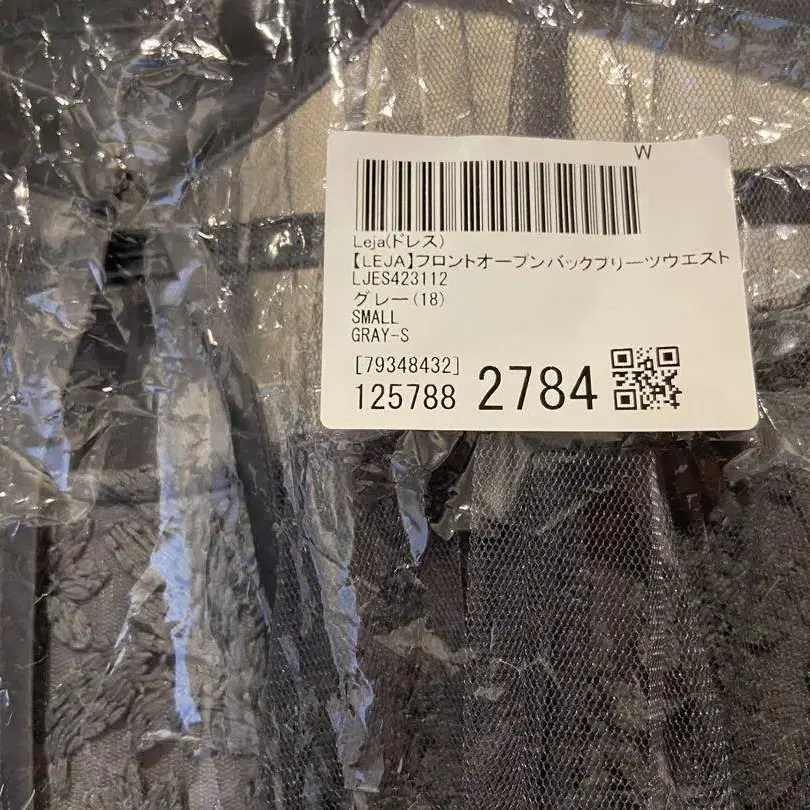 W
Leja(ドレス)
【LEJA】フロントオープンバックプリーツウエスト
LJES423112
グレー(18)
SMALL
GRAY-S
[79348432]
125788 2784